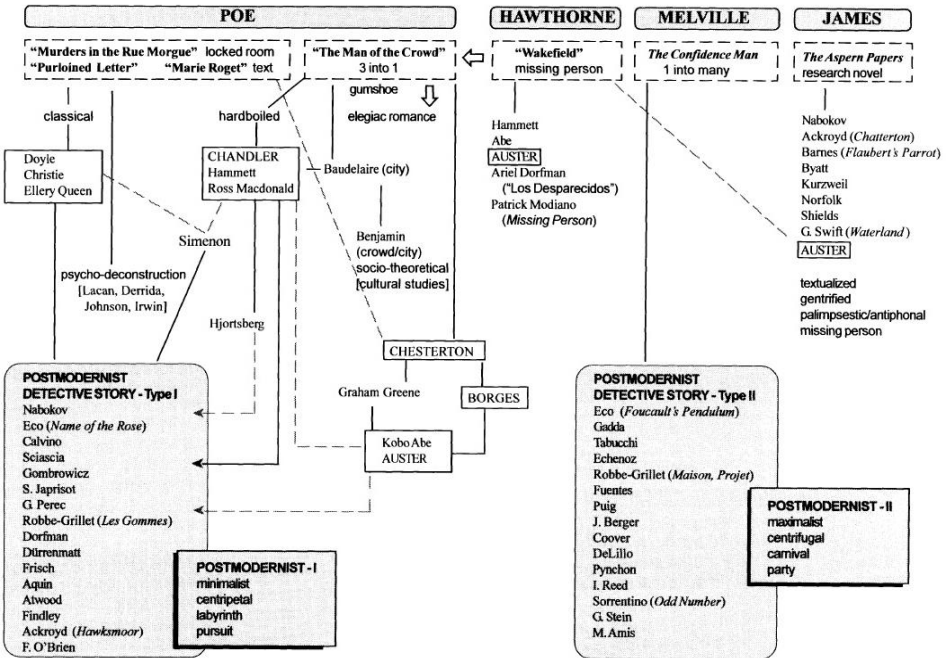 POE
HAWTHORNE
MELVILLE
JAMES
“Murders in the Rue Morgue” locked room
“Purloined Letter” “Marie Roget” text
“The Man of the Crowd”
3 into 1
“Wakefield”
missing person
The Confidence Man
1 into many
The Aspern Papers
research novel
gumshoe
elegiac romance
classical
hardboiled
Doyle
Christie
Ellery Queen
CHANDLER
Hammett
Ross Macdonald
Baudelaire (city)
Simenon
Benjamin
(crowd/city)
socio-theoretical
[cultural studies]
psycho-deconstruction
[Lacan, Derrida,
Johnson, Irwin]
Hjortsberg
CHESTERTON
Graham Greene
BORGES
Kobo Abe
AUSTER
Hammett
Abe
AUSTER
Ariel Dorfman
(“Los Desparecidos”)
Patrick Modiano
(Missing Person)
Nabokov
Ackroyd (Chatterton)
Barnes (Flaubert’s Parrot)
Byatt
Kurzweil
Norfolk
Shields
G. Swift (Waterland)
AUSTER
textualized
gentrified
palimpsestic/antiphonal
missing person
POSTMODERNIST
DETECTIVE STORY - Type I
Nabokov
Eco (Name of the Rose)
Calvino
Sciascia
Gombrowicz
S. Japrisot
G. Perec
Robbe-Grillet (Les Gommes)
Dorfman
Dürrenmatt
Frisch
Aquin
Atwood
Findley
Ackroyd (Hawksmoor)
F. O’Brien
POSTMODERNIST - I
minimalist
centripetal
labyrinth
pursuit
POSTMODERNIST
DETECTIVE STORY - Type II
Eco (Foucault’s Pendulum)
Gadda
Tabucchi
Echenoz
Robbe-Grillet (Maison, Projet)
Fuentes
Puig
J. Berger
Coover
DeLillo
Pynchon
I. Reed
Sorrentino (Odd Number)
G. Stein
M. Amis
POSTMODERNIST - II
maximalist
centrifugal
carnival
party